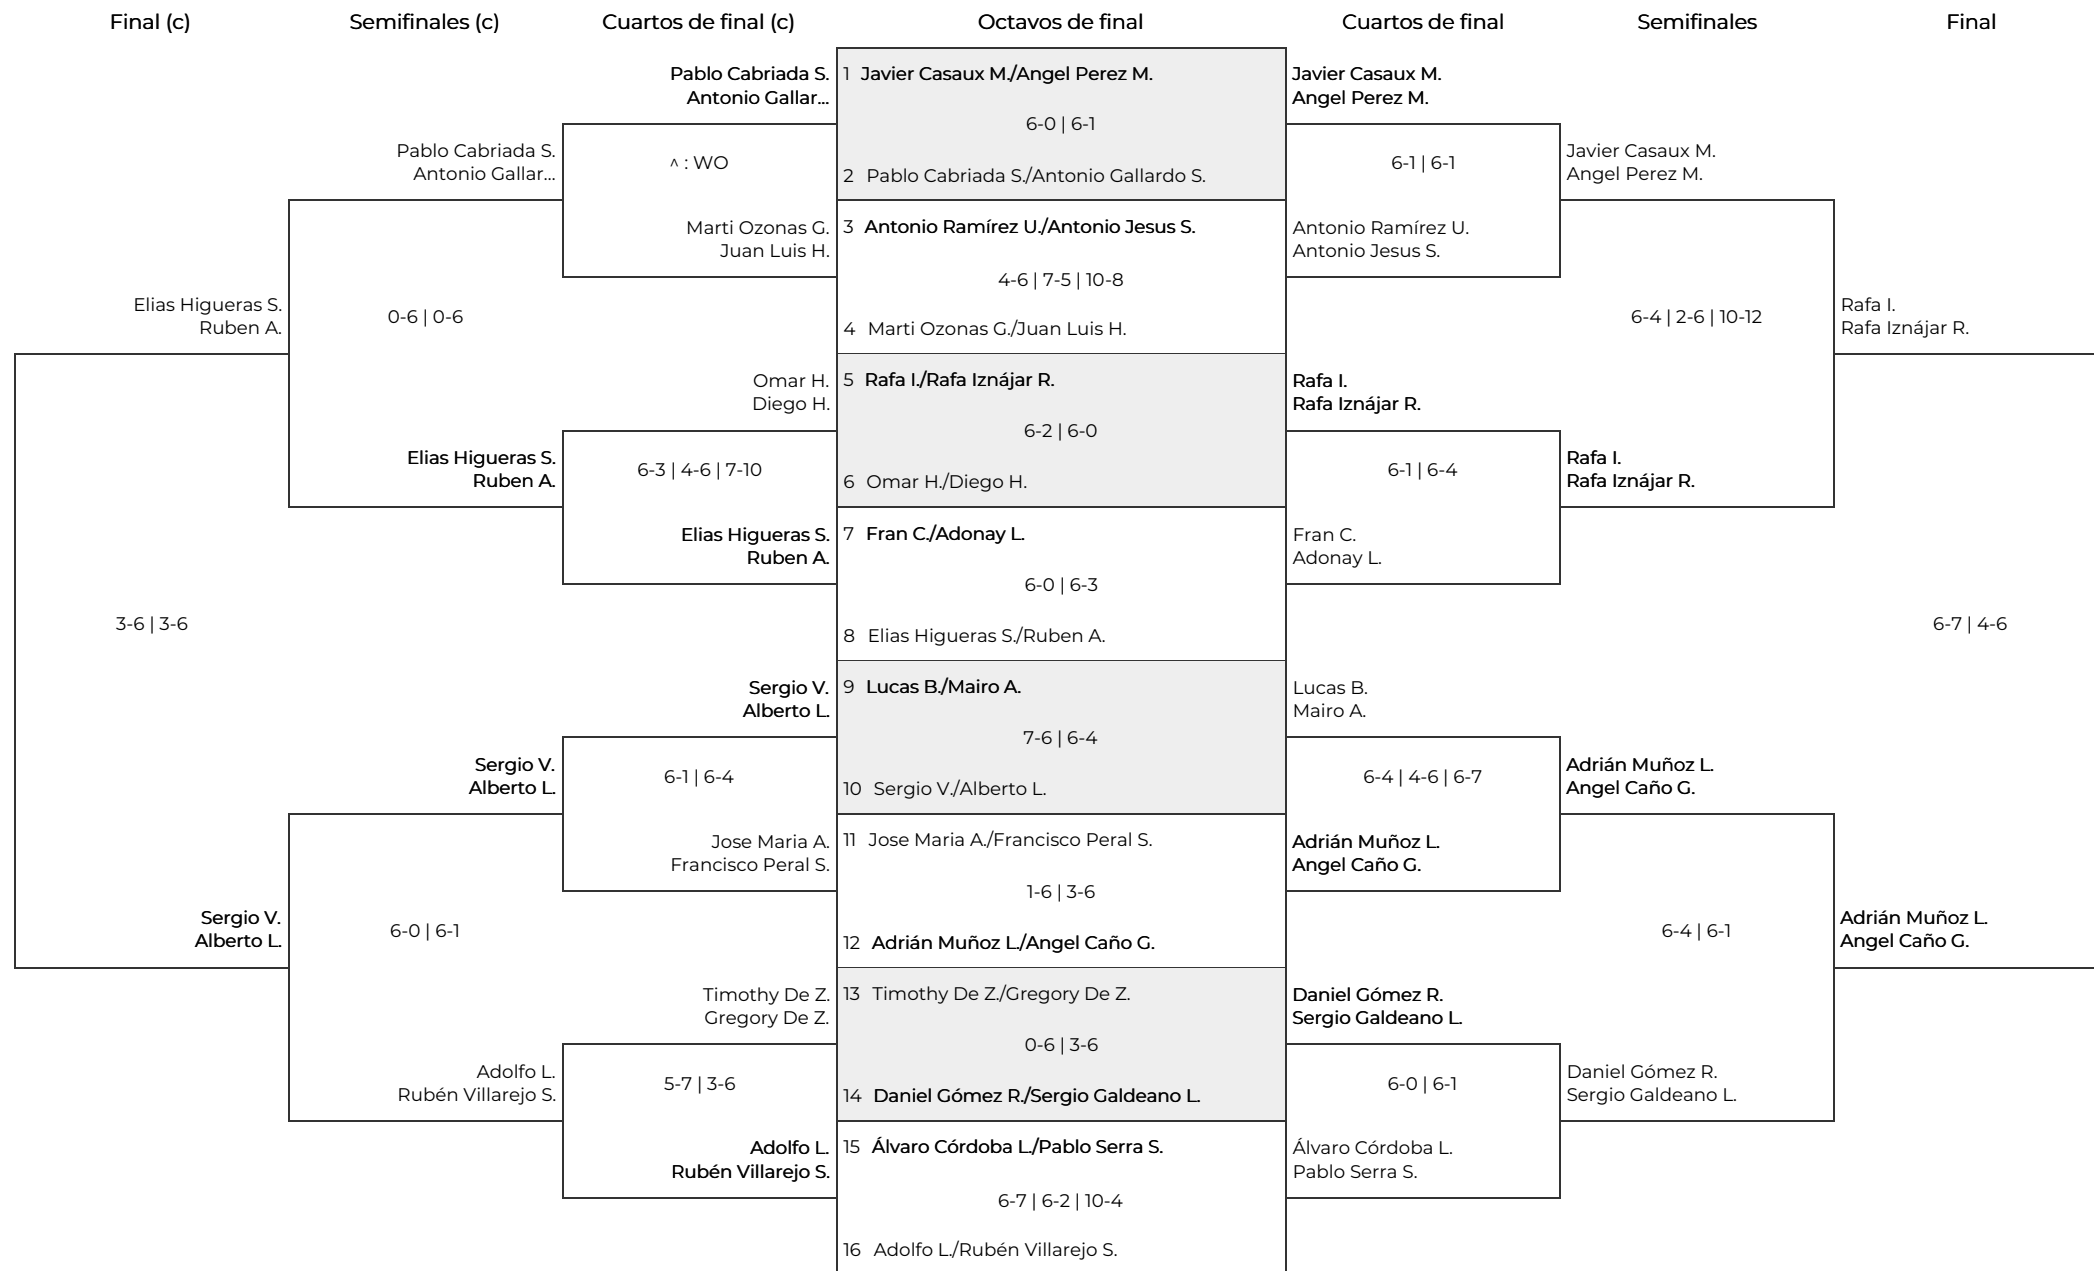 Final (c)
Semifinales (c)
Cuartos de final (c)
Octavos de final
Cuartos de final
Semifinales
Final
Elias Higueras S.
Ruben A.
3-6 | 3-6
Sergio V.
Alberto L.
Pablo Cabriada S.
Antonio Gallar...
0-6 | 0-6
Elias Higueras S.
Ruben A.
Sergio V.
Alberto L.
6-0 | 6-1
Adolfo L.
Rubén Villarejo S.
Pablo Cabriada S.
Antonio Gallar...
^ : WO
Marti Ozonas G.
Juan Luis H.
Omar H.
Diego H.
6-3 | 4-6 | 7-10
Elias Higueras S.
Ruben A.
Sergio V.
Alberto L.
6-1 | 6-4
Jose Maria A.
Francisco Peral S.
Timothy De Z.
Gregory De Z.
5-7 | 3-6
Adolfo L.
Rubén Villarejo S.
1 Javier Casaux M./Angel Perez M.
6-0 | 6-1
2 Pablo Cabriada S./Antonio Gallardo S.
3 Antonio Ramírez U./Antonio Jesus S.
4-6 | 7-5 | 10-8
4 Marti Ozonas G./Juan Luis H.
5 Rafa I./Rafa Iznájar R.
6-2 | 6-0
6 Omar H./Diego H.
7 Fran C./Adonay L.
6-0 | 6-3
8 Elias Higueras S./Ruben A.
9 Lucas B./Mairo A.
7-6 | 6-4
10 Sergio V./Alberto L.
11 Jose Maria A./Francisco Peral S.
1-6 | 3-6
12 Adrián Muñoz L./Angel Caño G.
13 Timothy De Z./Gregory De Z.
0-6 | 3-6
14 Daniel Gómez R./Sergio Galdeano L.
15 Álvaro Córdoba L./Pablo Serra S.
6-7 | 6-2 | 10-4
16 Adolfo L./Rubén Villarejo S.
Javier Casaux M.
Angel Perez M.
6-1 | 6-1
Antonio Ramírez U.
Antonio Jesus S.
Rafa I.
Rafa Iznájar R.
6-1 | 6-4
Fran C.
Adonay L.
Lucas B.
Mairo A.
6-4 | 4-6 | 6-7
Adrián Muñoz L.
Angel Caño G.
Daniel Gómez R.
Sergio Galdeano L.
6-0 | 6-1
Álvaro Córdoba L.
Pablo Serra S.
Javier Casaux M.
Angel Perez M.
6-4 | 2-6 | 10-12
Rafa I.
Rafa Iznájar R.
Adrián Muñoz L.
Angel Caño G.
6-4 | 6-1
Daniel Gómez R.
Sergio Galdeano L.
Rafa I.
Rafa Iznájar R.
6-7 | 4-6
Adrián Muñoz L.
Angel Caño G.